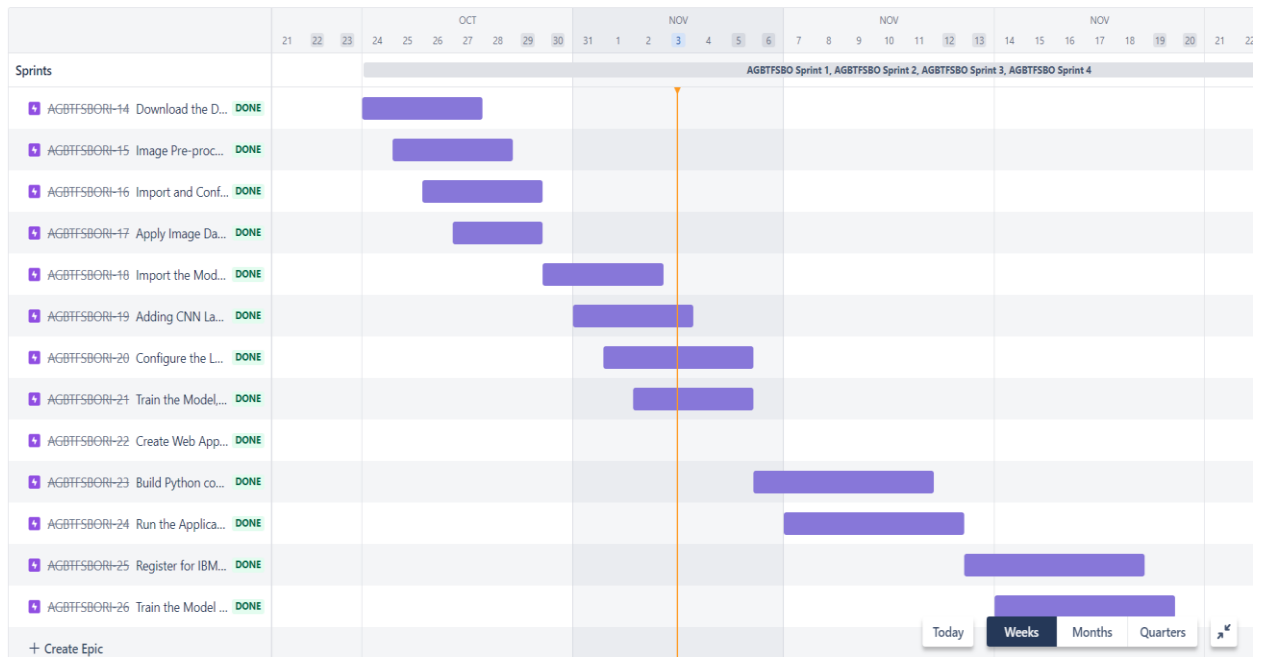 OCT NOV NOV NOV
21 22 23 24 25 26 27 28 29 30 31 1 2 3 4 5 6 7 8 9 10 11 12 13 14 15 16 17 18 19 20 21 22
Sprints AGBTFSBO Sprint 1, AGBTFSBO Sprint 2, AGBTFSBO Sprint 3, AGBTFSBO Sprint 4
AGBTFSBORI-14 Download the D... DONE
AGBTFSBORI-15 Image Pre-proc... DONE
AGBTFSBORI-16 Import and Conf... DONE
AGBTFSBORI-17 Apply Image Da... DONE
AGBTFSBORI-18 Import the Mod... DONE
AGBTFSBORI-19 Adding CNN La... DONE
AGBTFSBORI-20 Configure the L... DONE
AGBTFSBORI-21 Train the Model,... DONE
AGBTFSBORI-22 Create Web App... DONE
AGBTFSBORI-23 Build Python co... DONE
AGBTFSBORI-24 Run the Applica... DONE
AGBTFSBORI-25 Register for IBM... DONE
AGBTFSBORI-26 Train the Model ... DONE
Today Weeks Months Quarters
+ Create Epic